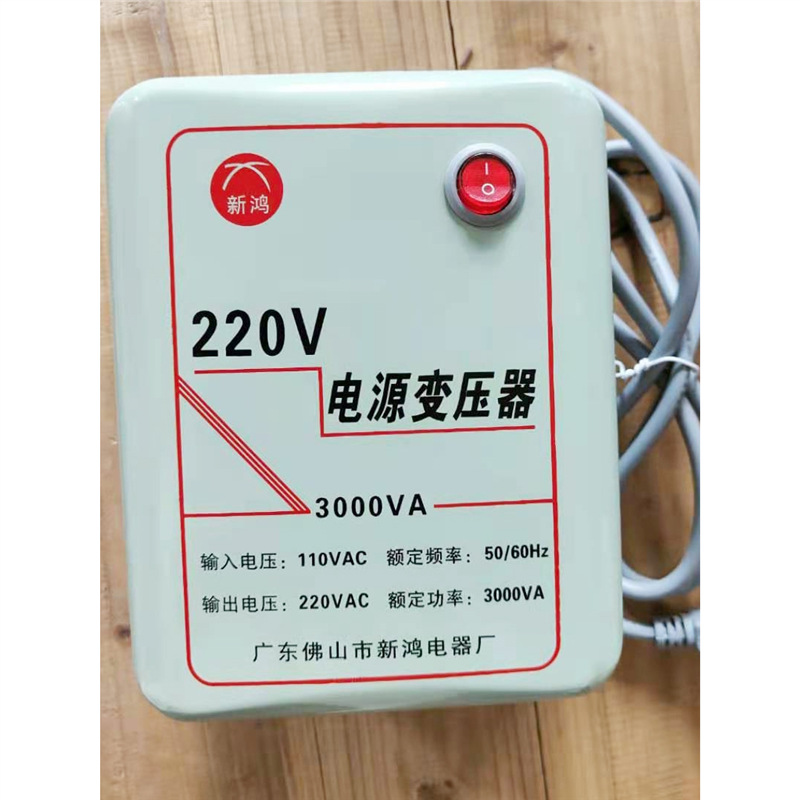 新鸿
I
O
220V
电源变压器
3000VA
输入电压：110VAC 额定频率：50/60Hz
输出电压：220VAC 额定功率：3000VA
广东佛山市新鸿电器厂